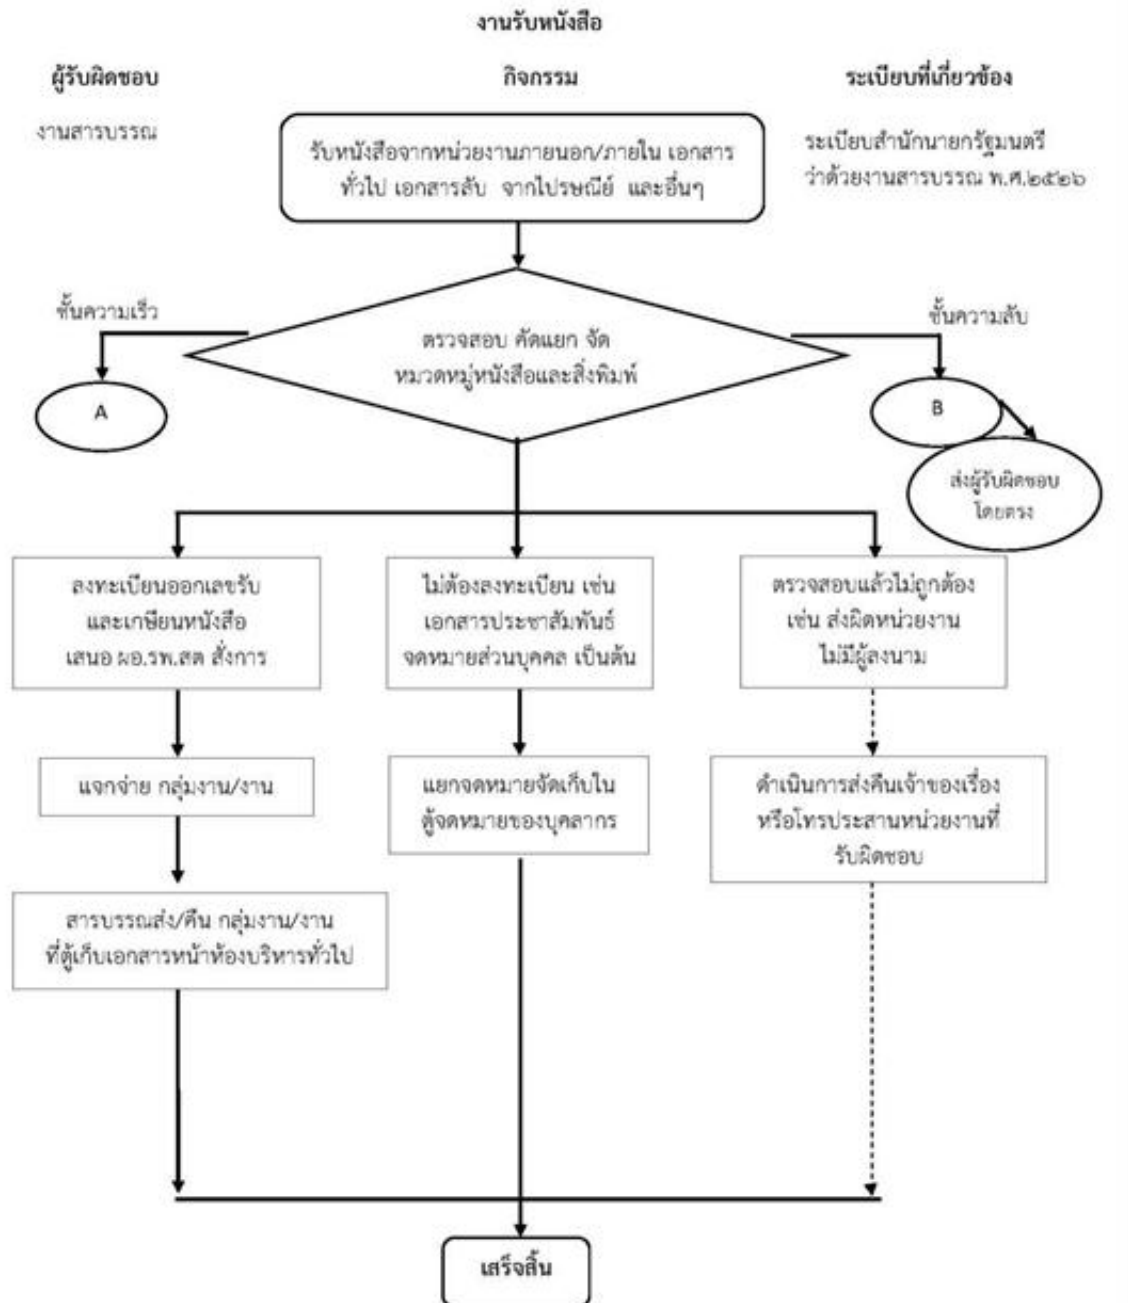 งานรับหนังสือ
ผู้รับผิดชอบ
กิจกรรม
ระเบียบที่เกี่ยวข้อง
งานสารบรรณ
รับหนังสือจากหน่วยงานภายนอก/ภายใน เอกสาร
ทั่วไป เอกสารลับ จากไปรษณีย์ และอื่นๆ
ระเบียบสำนักนายกรัฐมนตรี
ว่าด้วยงานสารบรรณ พ.ศ.๒๕๒๖
ชั้นความเร็ว
ตรวจสอบ คัดแยก จัด
หมวดหมู่หนังสือและสิ่งพิมพ์
ชั้นความลับ
A
B
ส่งผู้รับผิดชอบ
โดยตรง
ลงทะเบียนออกเลขรับ
และเกษียนหนังสือ
เสนอ ผอ.รพ.สต สั่งการ
ไม่ต้องลงทะเบียน เช่น
เอกสารประชาสัมพันธ์
จดหมายส่วนบุคคล เป็นต้น
ตรวจสอบแล้วไม่ถูกต้อง
เช่น ส่งผิดหน่วยงาน
ไม่มีผู้ลงนาม
แจกจ่าย กลุ่มงาน/งาน
แยกจดหมายจัดเก็บใน
ตู้จดหมายของบุคลากร
ดำเนินการส่งคืนเจ้าของเรื่อง
หรือโทรประสานหน่วยงานที่
รับผิดชอบ
สารบรรณส่ง/คืน กลุ่มงาน/งาน
ที่ตู้เก็บเอกสารหน้าห้องบริหารทั่วไป
เสร็จสิ้น